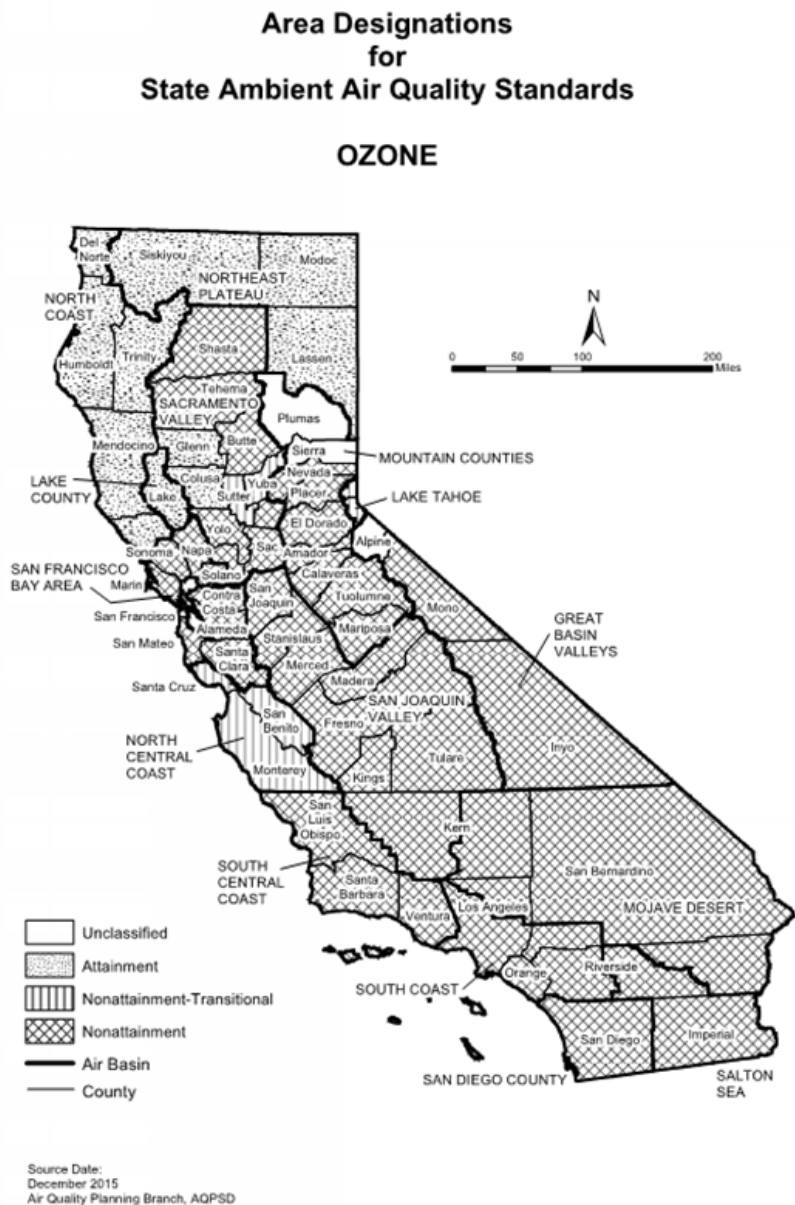 Area Designations
for
State Ambient Air Quality Standards
OZONE
Del
Norte
Siskiyou
Modoc
NORTHEAST
PLATEAU
NORTH
COAST
Humboldt
Trinity
Shasta
Lassen
Tehema
SACRAMENTO
VALLEY
Plumas
Mendocino
Glenn
Butte
Sierra
MOUNTAIN COUNTIES
LAKE
COUNTY
Lake
Colusa
Sutter
Yuba
Nevada
Placer
LAKE TAHOE
El Dorado
Yolo
Sonoma
Napa
Sac
Amador
Alpine
SAN FRANCISCO
BAY AREA
Marin
Solano
Calaveras
Contra
Costa
San
Joaquin
Tuolumne
Mono
San Francisco
Alameda
Stanislaus
Mariposa
GREAT
BASIN
VALLEYS
San Mateo
Santa
Clara
Merced
Madera
Santa Cruz
SAN JOAQUIN
VALLEY
San
Benito
Fresno
NORTH
CENTRAL
COAST
Monterey
Kings
Tulare
Inyo
San
Luis
Obispo
Kern
SOUTH
CENTRAL
COAST
Santa
Barbara
Ventura
Los Angeles
San Bernardino
MOJAVE DESERT
SOUTH COAST
Orange
Riverside
San Diego
Imperial
SAN DIEGO COUNTY
SALTON
SEA
N
0 50 100 200
Miles
Unclassified
Attainment
Nonattainment-Transitional
Nonattainment
Air Basin
County
Source Date:
December 2015
Air Quality Planning Branch, AQPSD